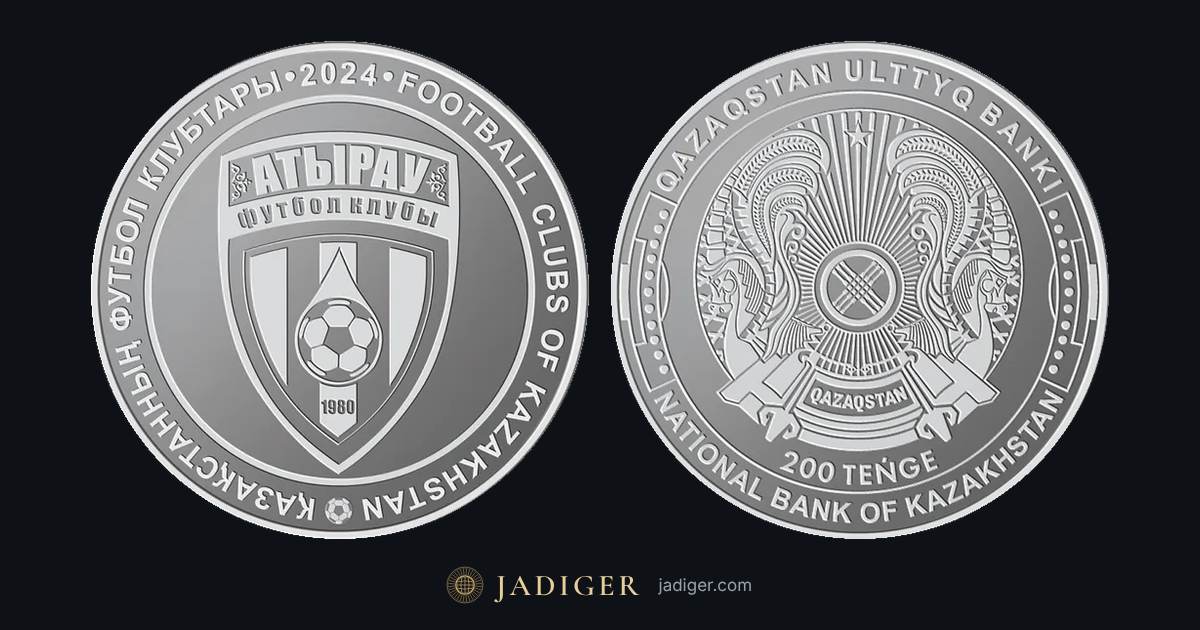 ҚАЗАҚСТАННЫҢ ФУТБОЛ КЛУБТАРЫ • 2024 • FOOTBALL CLUBS OF KAZAKHSTAN
АТЫРАУ
футбол клубы
1980
QAZAQSTAN ULTTYQ BANKI
QAZAQSTAN
200 TEŃGE
NATIONAL BANK OF KAZAKHSTAN
JADIGER jadiger.com